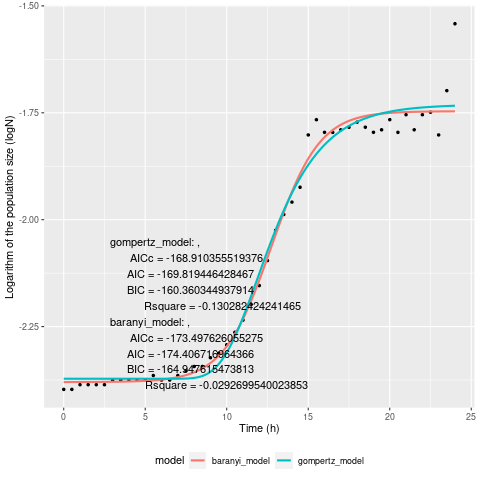 -1.50
-1.75
-2.00
-2.25
Logarithm of the population size (logN)
gompertz_model: ,
AICc = -168.910355519376
AIC = -169.819446428467
BIC = -160.360344937914
Rsquare = -0.130282424241465
baranyi_model: ,
AICc = -173.497626055275
AIC = -174.406716964366
BIC = -164.947615473813
Rsquare = -0.0292699540023853
0 5 10 15 20 25
Time (h)
model baranyi_model gompertz_model